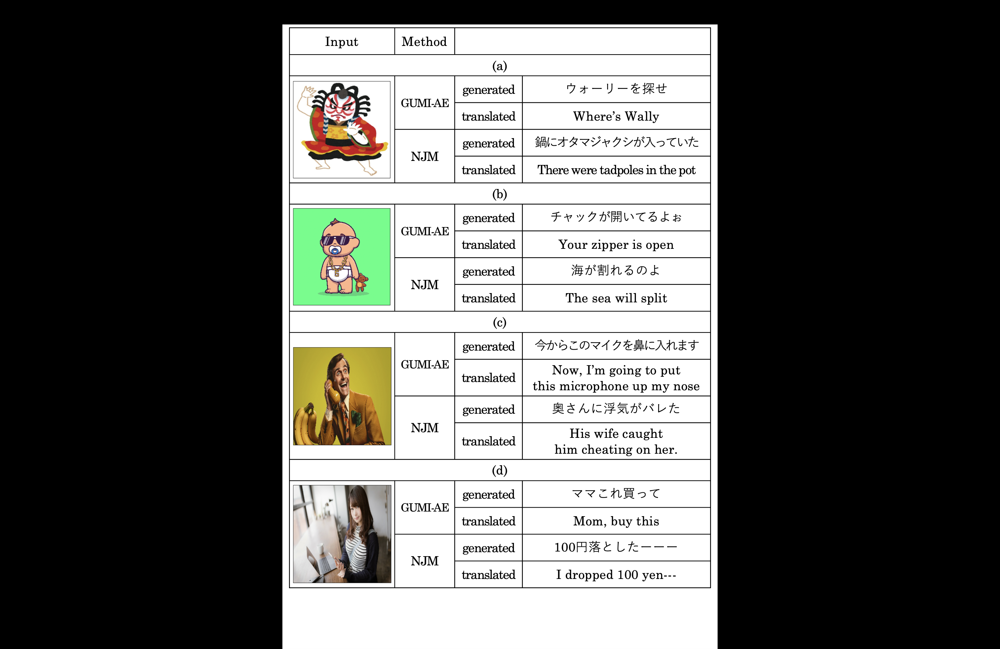 Input Method
(a)
GUMI-AE
generated ウォーリーを探せ
translated Where's Wally
NJM
generated 鍋にオタマジャクシが入っていた
translated There were tadpoles in the pot
(b)
GUMI-AE
generated チャックが開いてるよぉ
translated Your zipper is open
NJM
generated 海が割れるのよ
translated The sea will split
(c)
GUMI-AE
generated 今からこのマイクを鼻に入れます
translated Now, I'm going to put
this microphone up my nose
NJM
generated 奥さんに浮気がバレた
translated His wife caught
him cheating on her.
(d)
GUMI-AE
generated ママこれ買って
translated Mom, buy this
NJM
generated 100円落としたーーー
translated I dropped 100 yen---